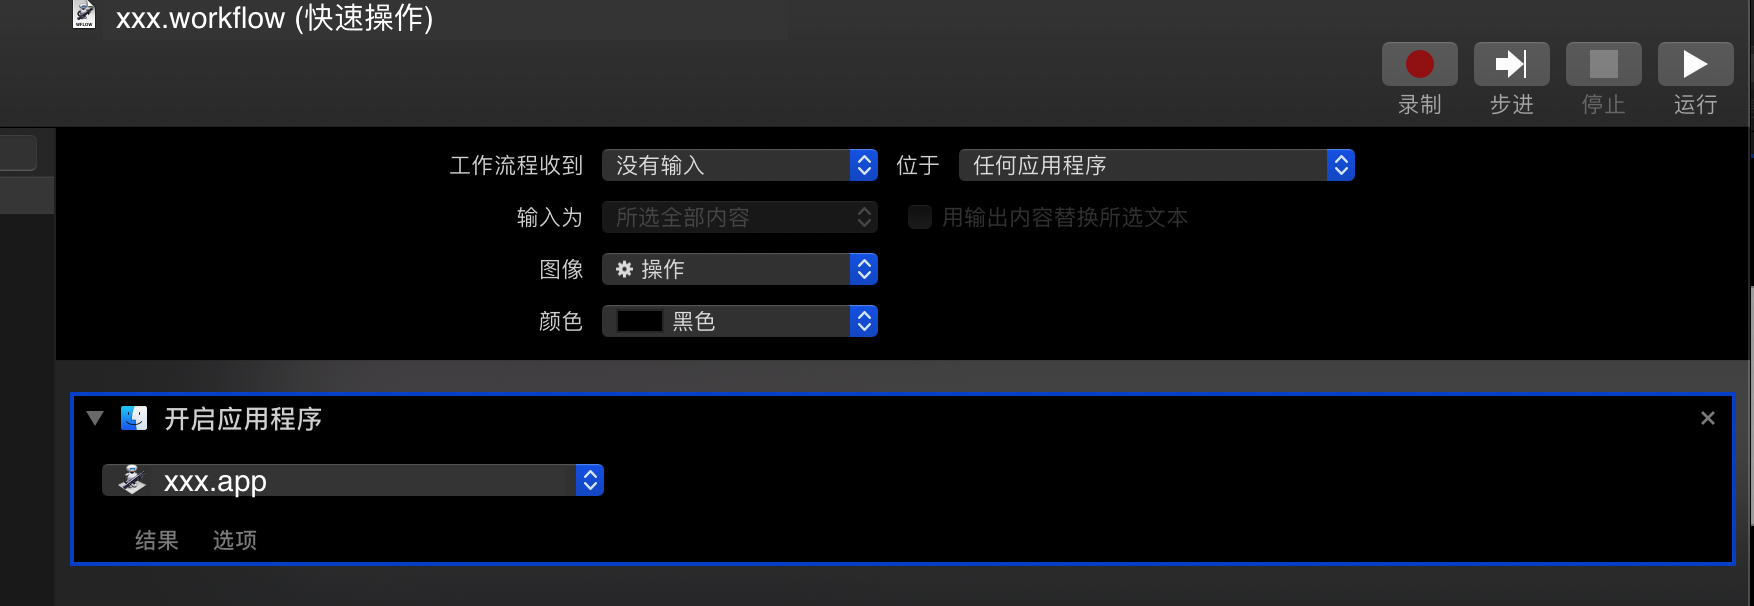 xxx.workflow (快速操作)
录制 步进 停止 运行
工作流程收到 没有输入 位于 任何应用程序
输入为 所选全部内容 用输出内容替换所选文本
图像 操作
颜色 黑色
开启应用程序
xxx.app
结果 选项